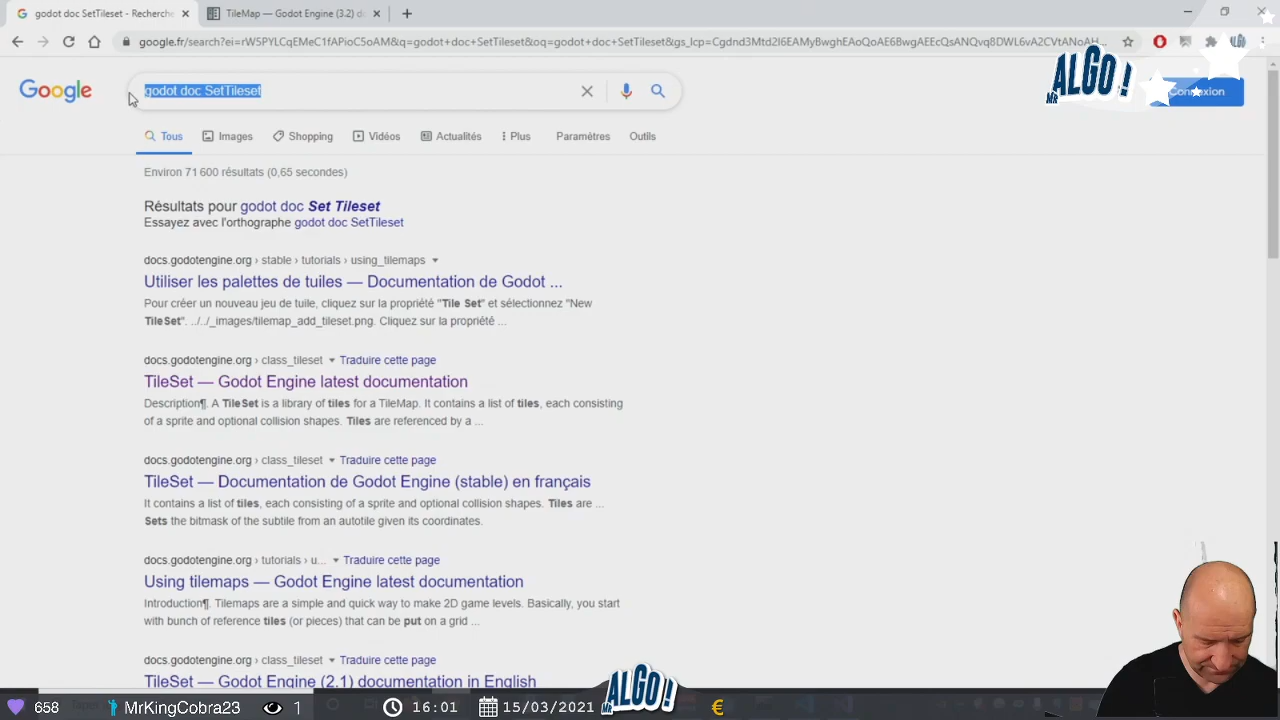 godot doc SetTileset - Recherche
TileMap — Godot Engine (3.2) d
google.fr/search?ei=rW5PYLCqEMeC1fAPioC5oAM&q=godot+doc+SetTileset&oq=godot+doc+SetTileset&gs_lcp=Cgdnd3Mtd2l6EAMyBwghEAoQoAE6BwgAEEcQsANQvq8DWL6vA2CVtANoAH...
Google
godot doc SetTileset
MR ALGO !
Connexion
Tous
Images
Shopping
Vidéos
Actualités
Plus
Paramètres
Outils
Environ 71 600 résultats (0,65 secondes)
Résultats pour godot doc Set Tileset
Essayez avec l'orthographe godot doc SetTileset
docs.godotengine.org › stable › tutorials › using_tilemaps
Utiliser les palettes de tuiles — Documentation de Godot ...
Pour créer un nouveau jeu de tuile, cliquez sur la propriété "Tile Set" et sélectionnez "New
TileSet". ../../_images/tilemap_add_tileset.png. Cliquez sur la propriété ...
docs.godotengine.org › class_tileset Traduire cette page
TileSet — Godot Engine latest documentation
Description¶. A TileSet is a library of tiles for a TileMap. It contains a list of tiles, each consisting
of a sprite and optional collision shapes. Tiles are referenced by a ...
docs.godotengine.org › class_tileset Traduire cette page
TileSet — Documentation de Godot Engine (stable) en français
It contains a list of tiles, each consisting of a sprite and optional collision shapes. Tiles are ...
Sets the bitmask of the subtile from an autotile given its coordinates.
docs.godotengine.org › tutorials › u... Traduire cette page
Using tilemaps — Godot Engine latest documentation
Introduction¶. Tilemaps are a simple and quick way to make 2D game levels. Basically, you start
with bunch of reference tiles (or pieces) that can be put on a grid ...
docs.godotengine.org › class_tileset Traduire cette page
TileSet — Godot Engine (2.1) documentation in English
658
MrKingCobra23
1
16:01
15/03/2021
MR ALGO !
€